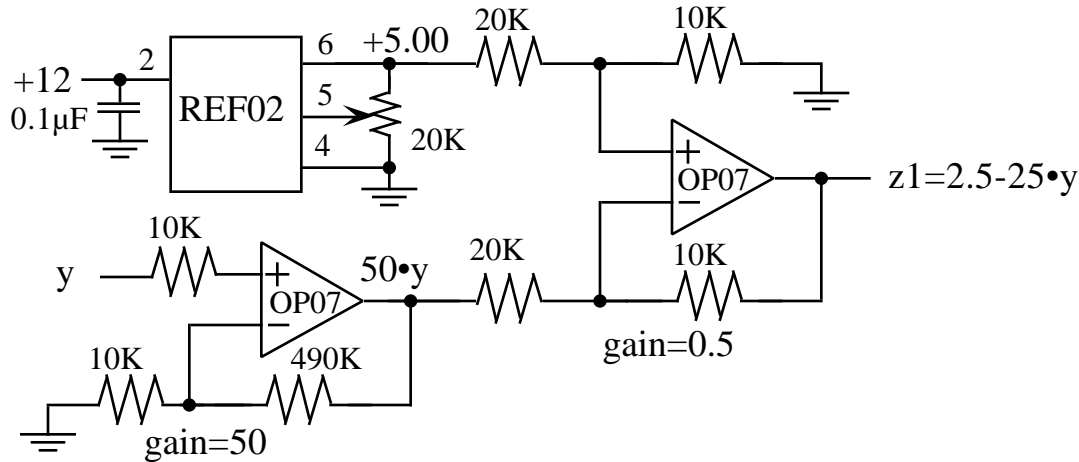 20K
10K
6
+5.00
2
+12
5
0.1μF
REF02
20K
4
+
OP07
−
z1=2.5-25•y
10K
50•y
20K
10K
y
+
OP07
−
gain=0.5
10K
490K
gain=50